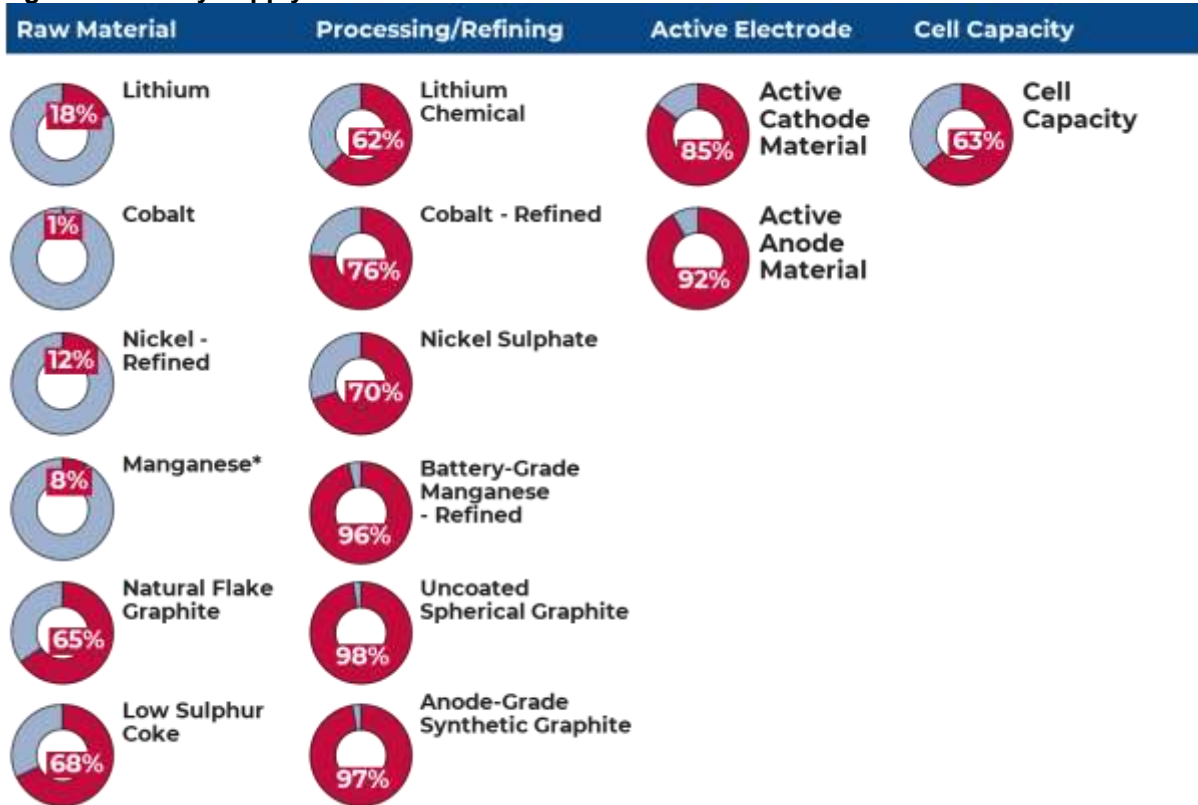 Raw Material
Processing/Refining
Active Electrode
Cell Capacity
18%
Lithium
62%
Lithium
Chemical
85%
Active
Cathode
Material
63%
Cell
Capacity
1%
Cobalt
76%
Cobalt - Refined
92%
Active
Anode
Material
12%
Nickel -
Refined
70%
Nickel Sulphate
8%
Manganese*
96%
Battery-Grade
Manganese
- Refined
65%
Natural Flake
Graphite
98%
Uncoated
Spherical Graphite
68%
Low Sulphur
Coke
97%
Anode-Grade
Synthetic Graphite